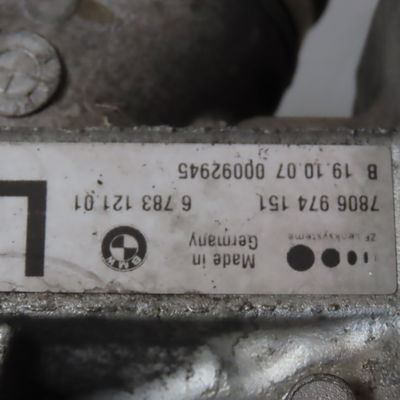 ZF Lenksysteme
Made in
Germany
BMW
7806 974 151
6 783 121.01
B 19.10.07 00092945
L